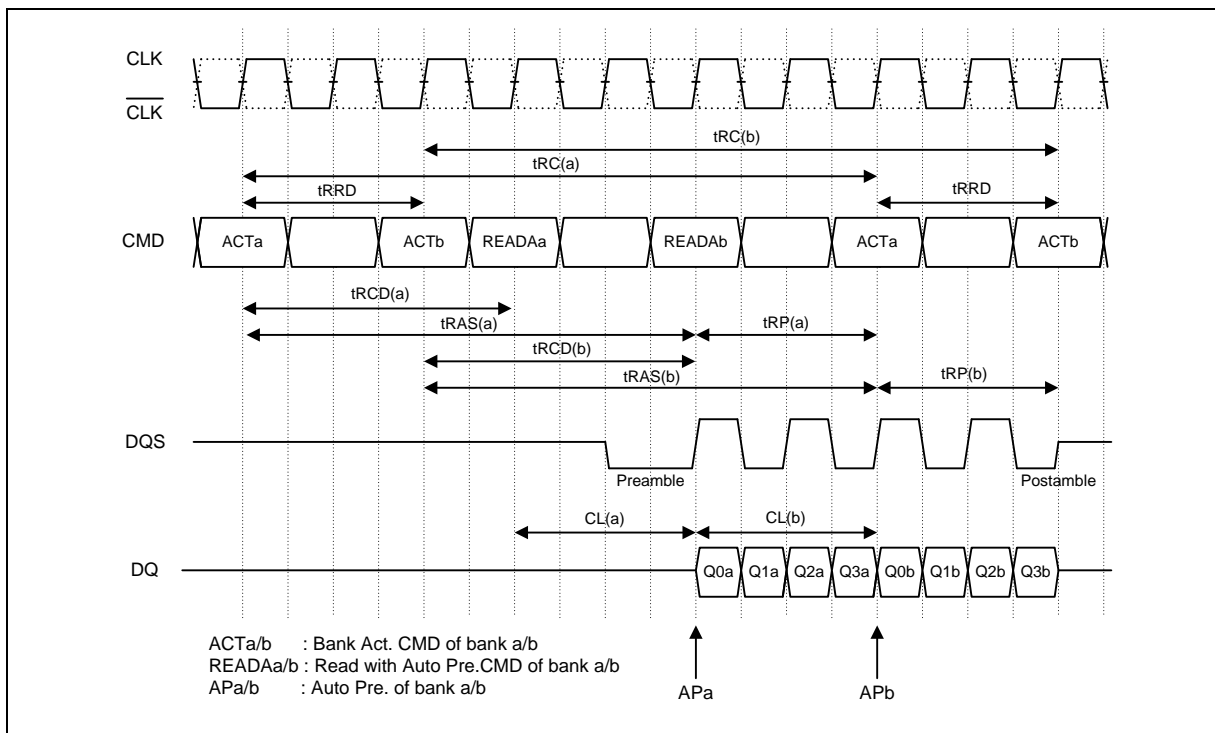 CLK
CLK
tRC(b)
tRC(a)
tRRD
tRRD
CMD
ACTa
ACTb
READAa
READAb
ACTa
ACTb
tRCD(a)
tRAS(a)
tRP(a)
tRCD(b)
tRAS(b)
tRP(b)
DQS
Preamble
Postamble
CL(a)
CL(b)
DQ
Q0a
Q1a
Q2a
Q3a
Q0b
Q1b
Q2b
Q3b
ACTa/b : Bank Act. CMD of bank a/b
READAa/b : Read with Auto Pre.CMD of bank a/b
APa/b : Auto Pre. of bank a/b
APa
APb